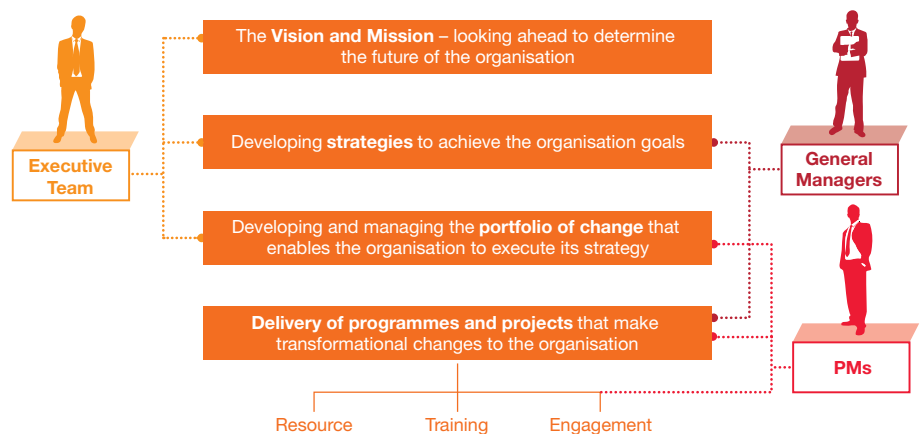 The Vision and Mission – looking ahead to determine
the future of the organisation
Executive
Team
Developing strategies to achieve the organisation goals
General
Managers
Developing and managing the portfolio of change that
enables the organisation to execute its strategy
Delivery of programmes and projects that make
transformational changes to the organisation
PMs
Resource
Training
Engagement